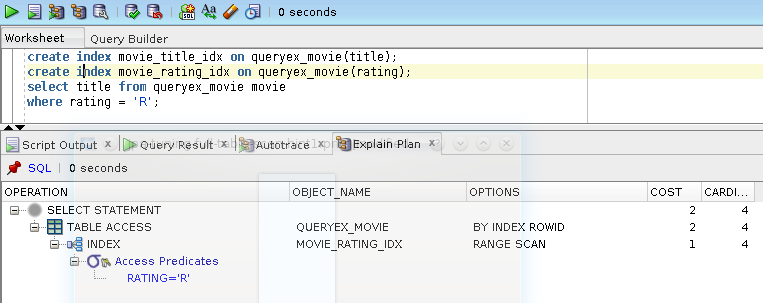 0 seconds
Worksheet Query Builder
create index movie_title_idx on queryex_movie(title);
create index movie_rating_idx on queryex_movie(rating);
select title from queryex_movie movie
where rating = 'R';
Script Output x Query Result x Autotrace x Explain Plan x
SQL | 0 seconds
OPERATION OBJECT_NAME OPTIONS COST CARDI...
SELECT STATEMENT 2 4
TABLE ACCESS QUERYEX_MOVIE BY INDEX ROWID 2 4
INDEX MOVIE_RATING_IDX RANGE SCAN 1 4
Access Predicates
RATING='R'